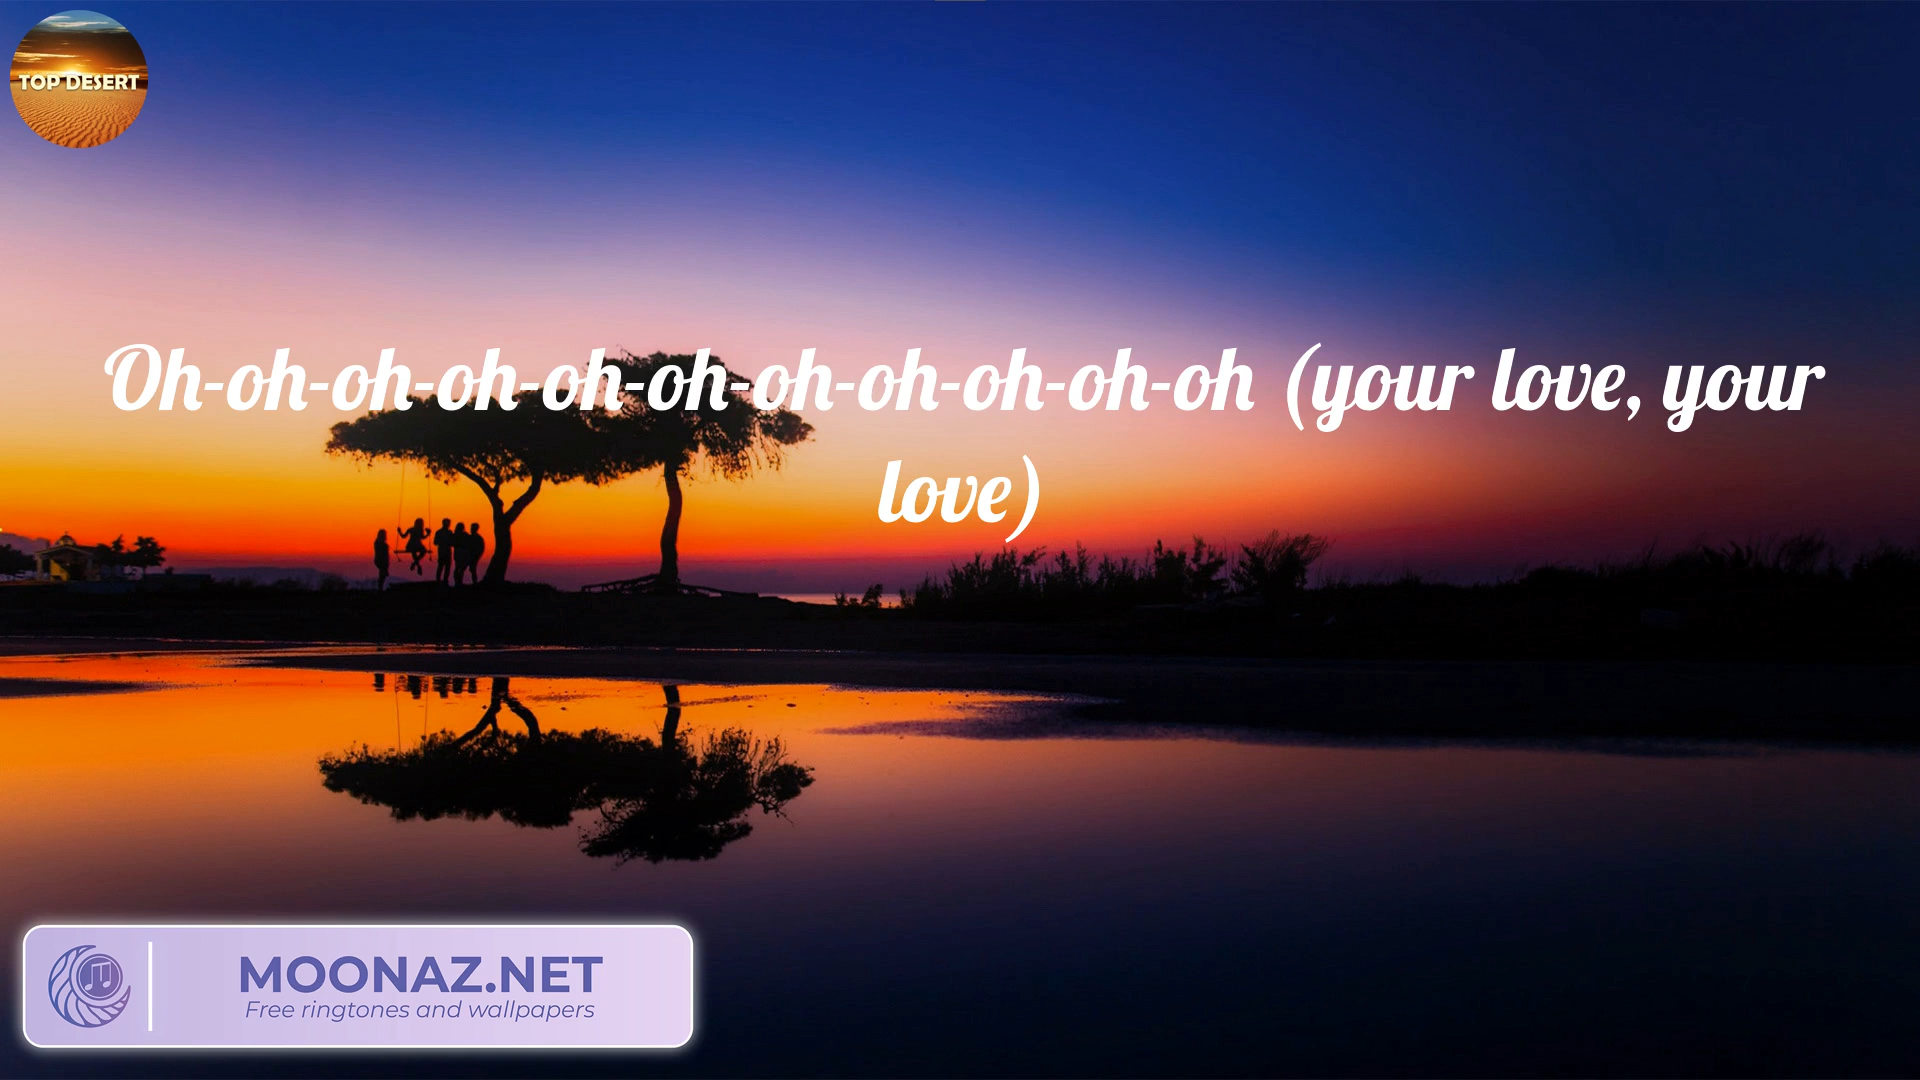 TOP DESERT
Oh-oh-oh-oh-oh-oh-oh-oh-oh-oh-oh (your love, your
love)
MOONAZ.NET
Free ringtones and wallpapers